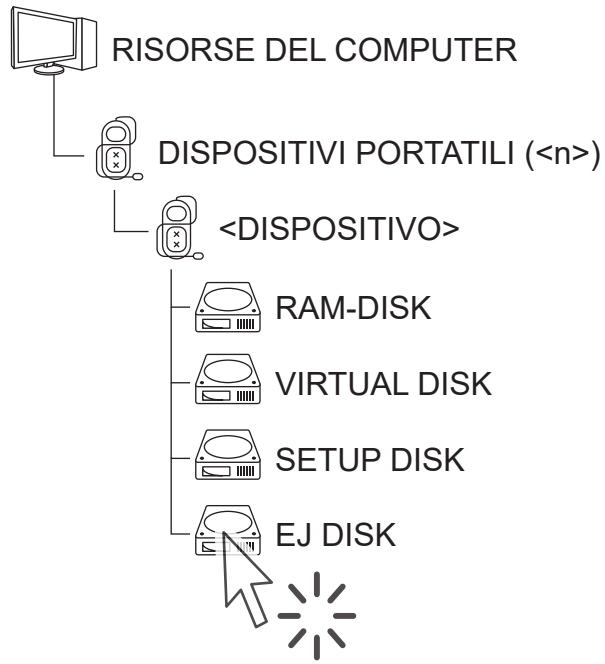 RISORSE DEL COMPUTER
DISPOSITIVI PORTATILI (<n>)
<DISPOSITIVO>
RAM-DISK
VIRTUAL DISK
SETUP DISK
EJ DISK